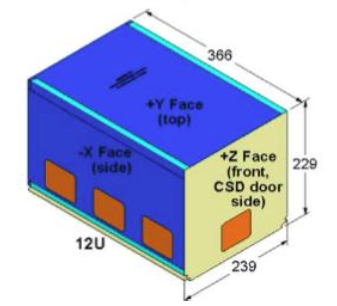 366
+Y Face
(top)
-X Face
(side)
+Z Face
(front,
CSD door
side)
229
12U
239